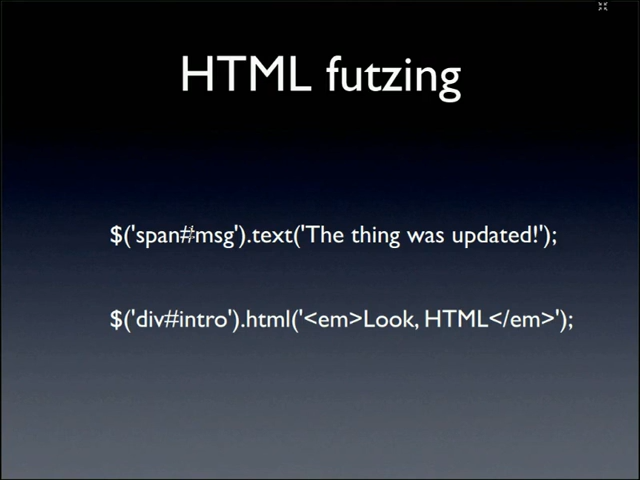 HTML futzing
$('span#msg').text('The thing was updated!');
$('div#intro').html('<em>Look, HTML</em>');